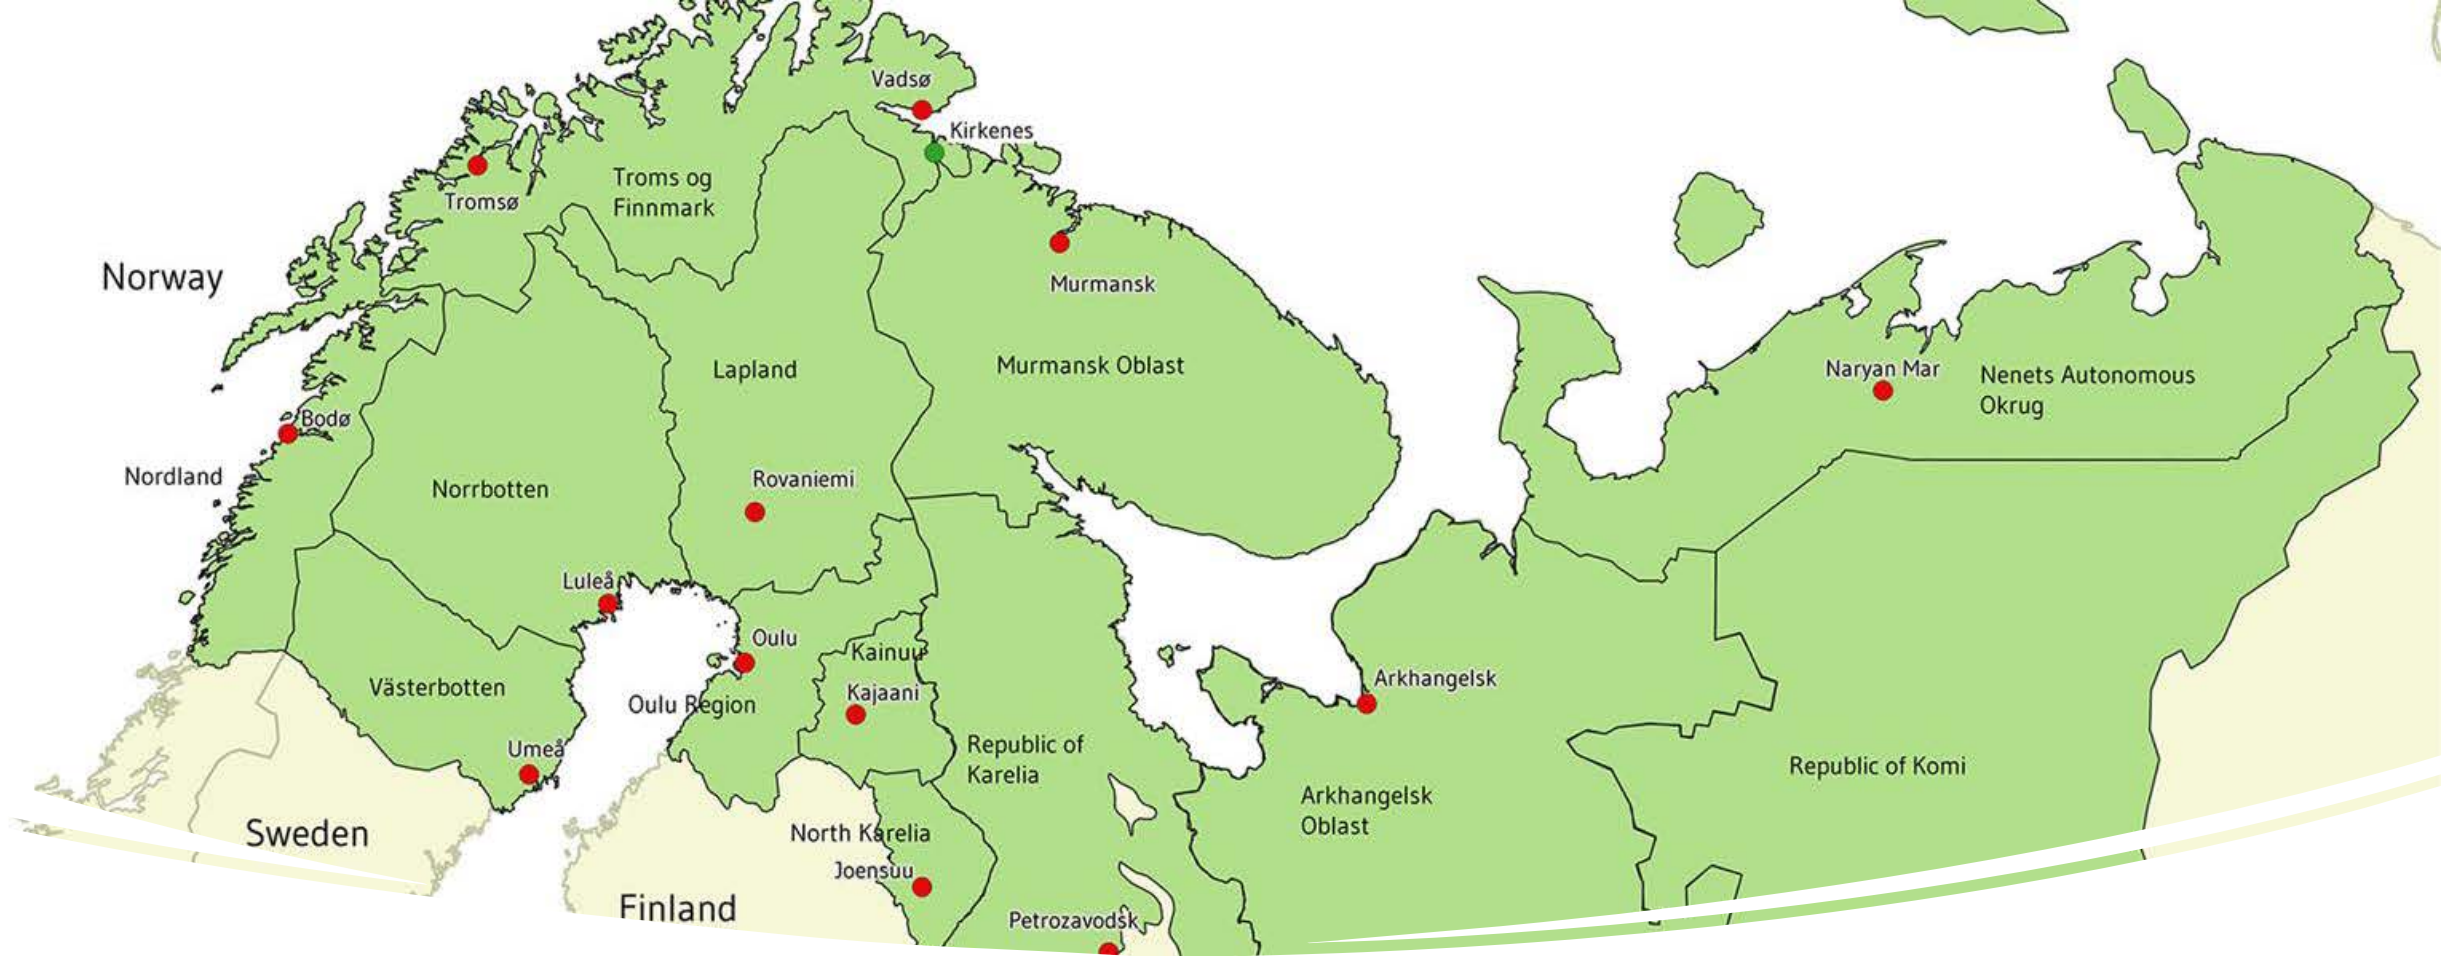 Vadsø
Kirkenes
Troms og
Finnmark
Tromsø
Norway
Murmansk
Murmansk Oblast
Lapland
Naryan Mar
Nenets Autonomous
Okrug
Bodø
Nordland
Norrbotten
Rovaniemi
Luleå
Oulu
Kainuu
Västerbotten
Kajaani
Arkhangelsk
Oulu Region
Umeå
Republic of
Karelia
Republic of Komi
Arkhangelsk
Oblast
Sweden
North Karelia
Joensuu
Finland
Petrozavodsk